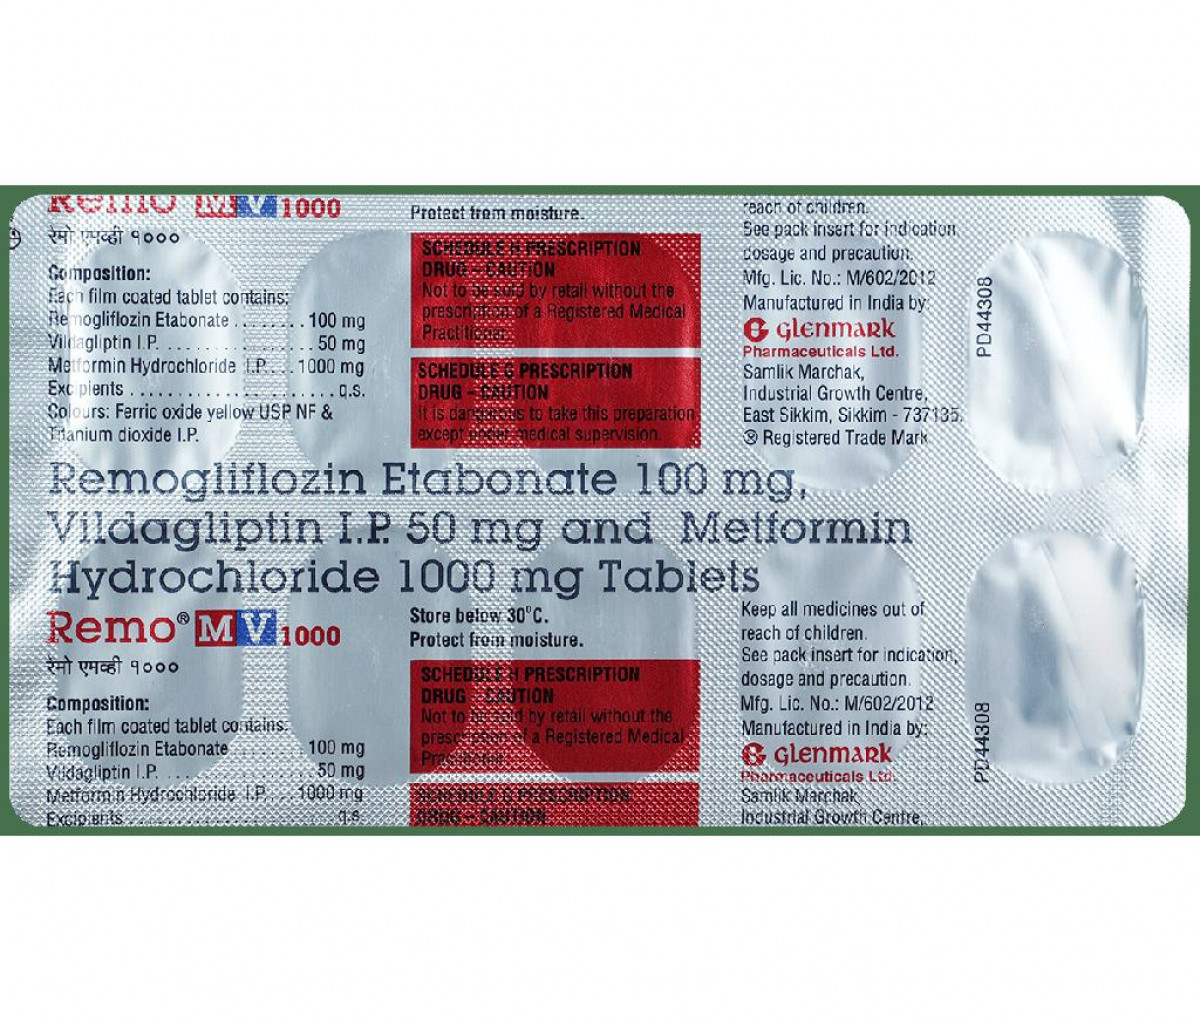 Remo MV 1000
रेमो एमव्ही १०००
Composition:
Each film coated tablet contains:
Remogliflozin Etabonate ........ 100 mg
Vildagliptin I.P. .................... 50 mg
Metformin Hydrochloride I.P. ... 1000 mg
Excipients ........................... q.s.
Colours: Ferric oxide yellow USP NF &
Titanium dioxide I.P.
Protect from moisture.
SCHEDULE H PRESCRIPTION
DRUG – CAUTION
Not to be sold by retail without the
prescription of a Registered Medical
Practitioner.
SCHEDULE G PRESCRIPTION
DRUG – CAUTION
It is dangerous to take this preparation
except under medical supervision.
reach of children.
See pack insert for indication,
dosage and precaution.
Mfg. Lic. No.: M/602/2012
Manufactured in India by:
glenmark
Pharmaceuticals Ltd.
Samlik Marchak,
Industrial Growth Centre,
East Sikkim, Sikkim - 737135.
® Registered Trade Mark
PD44308
Remogliflozin Etabonate 100 mg,
Vildagliptin I.P. 50 mg and Metformin
Hydrochloride 1000 mg Tablets
Remo® MV 1000
रेमो एमव्ही १०००
Composition:
Each film coated tablet contains:
Remogliflozin Etabonate ........ 100 mg
Vildagliptin I.P. .................... 50 mg
Metformin Hydrochloride I.P. ... 1000 mg
Excipients ........................... q.s.
Store below 30°C.
Protect from moisture.
SCHEDULE H PRESCRIPTION
DRUG – CAUTION
Not to be sold by retail without the
prescription of a Registered Medical
Practitioner.
SCHEDULE G PRESCRIPTION
DRUG – CAUTION
Keep all medicines out of
reach of children.
See pack insert for indication,
dosage and precaution.
Mfg. Lic. No.: M/602/2012
Manufactured in India by:
glenmark
Pharmaceuticals Ltd.
Samlik Marchak,
Industrial Growth Centre,
PD44308